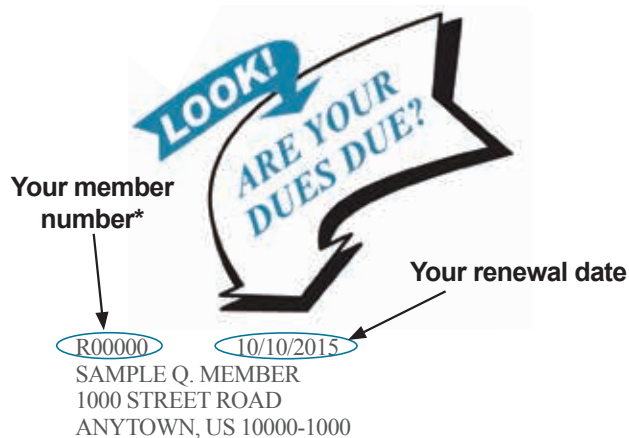 LOOK!
ARE YOUR
DUES DUE?
Your member
number*
Your renewal date
R00000 10/10/2015
SAMPLE Q. MEMBER
1000 STREET ROAD
ANYTOWN, US 10000-1000